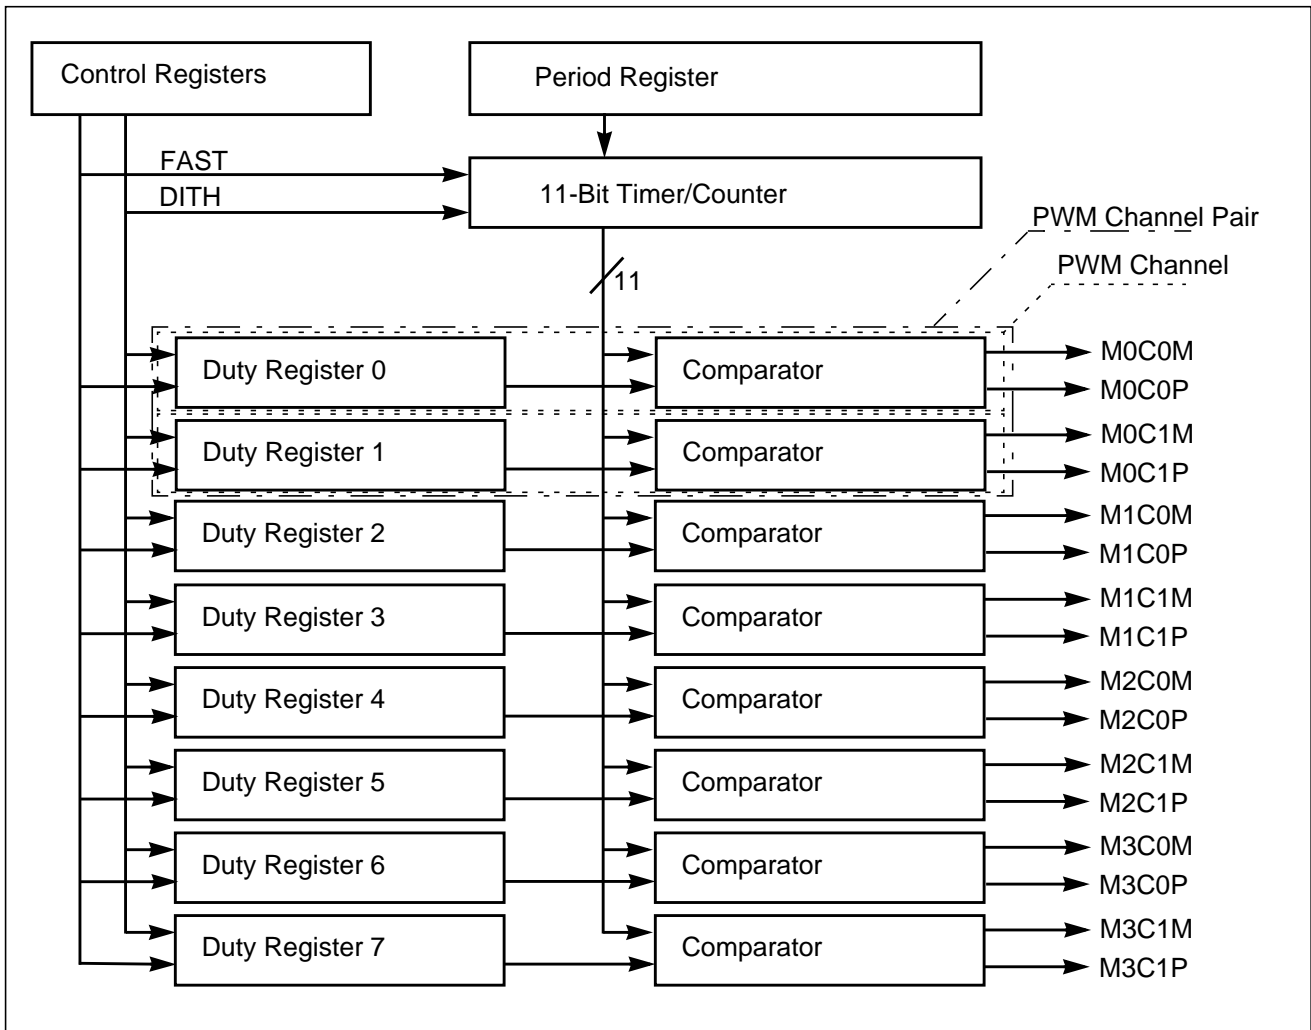 Control Registers
Period Register
FAST
DITH
11-Bit Timer/Counter
PWM Channel Pair
PWM Channel
11
Duty Register 0
Comparator
M0C0M
M0C0P
Duty Register 1
Comparator
M0C1M
M0C1P
Duty Register 2
Comparator
M1C0M
M1C0P
Duty Register 3
Comparator
M1C1M
M1C1P
Duty Register 4
Comparator
M2C0M
M2C0P
Duty Register 5
Comparator
M2C1M
M2C1P
Duty Register 6
Comparator
M3C0M
M3C0P
Duty Register 7
Comparator
M3C1M
M3C1P